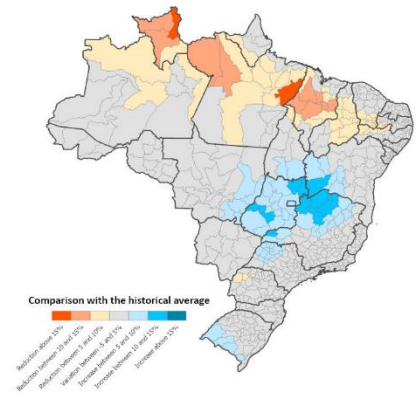 Comparison with the historical average
Reduction above 15%
Reduction between 10 and 15%
Reduction between 5 and 10%
Variation between -5 and 5%
Increase between 5 and 10%
Increase between 10 and 15%
Increase above 15%